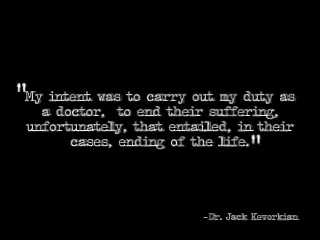 "My intent was to carry out my duty as
a doctor, to end their suffering,
unfortunately, that entailed, in their
cases, ending of the life."
-Dr. Jack Kevorkian